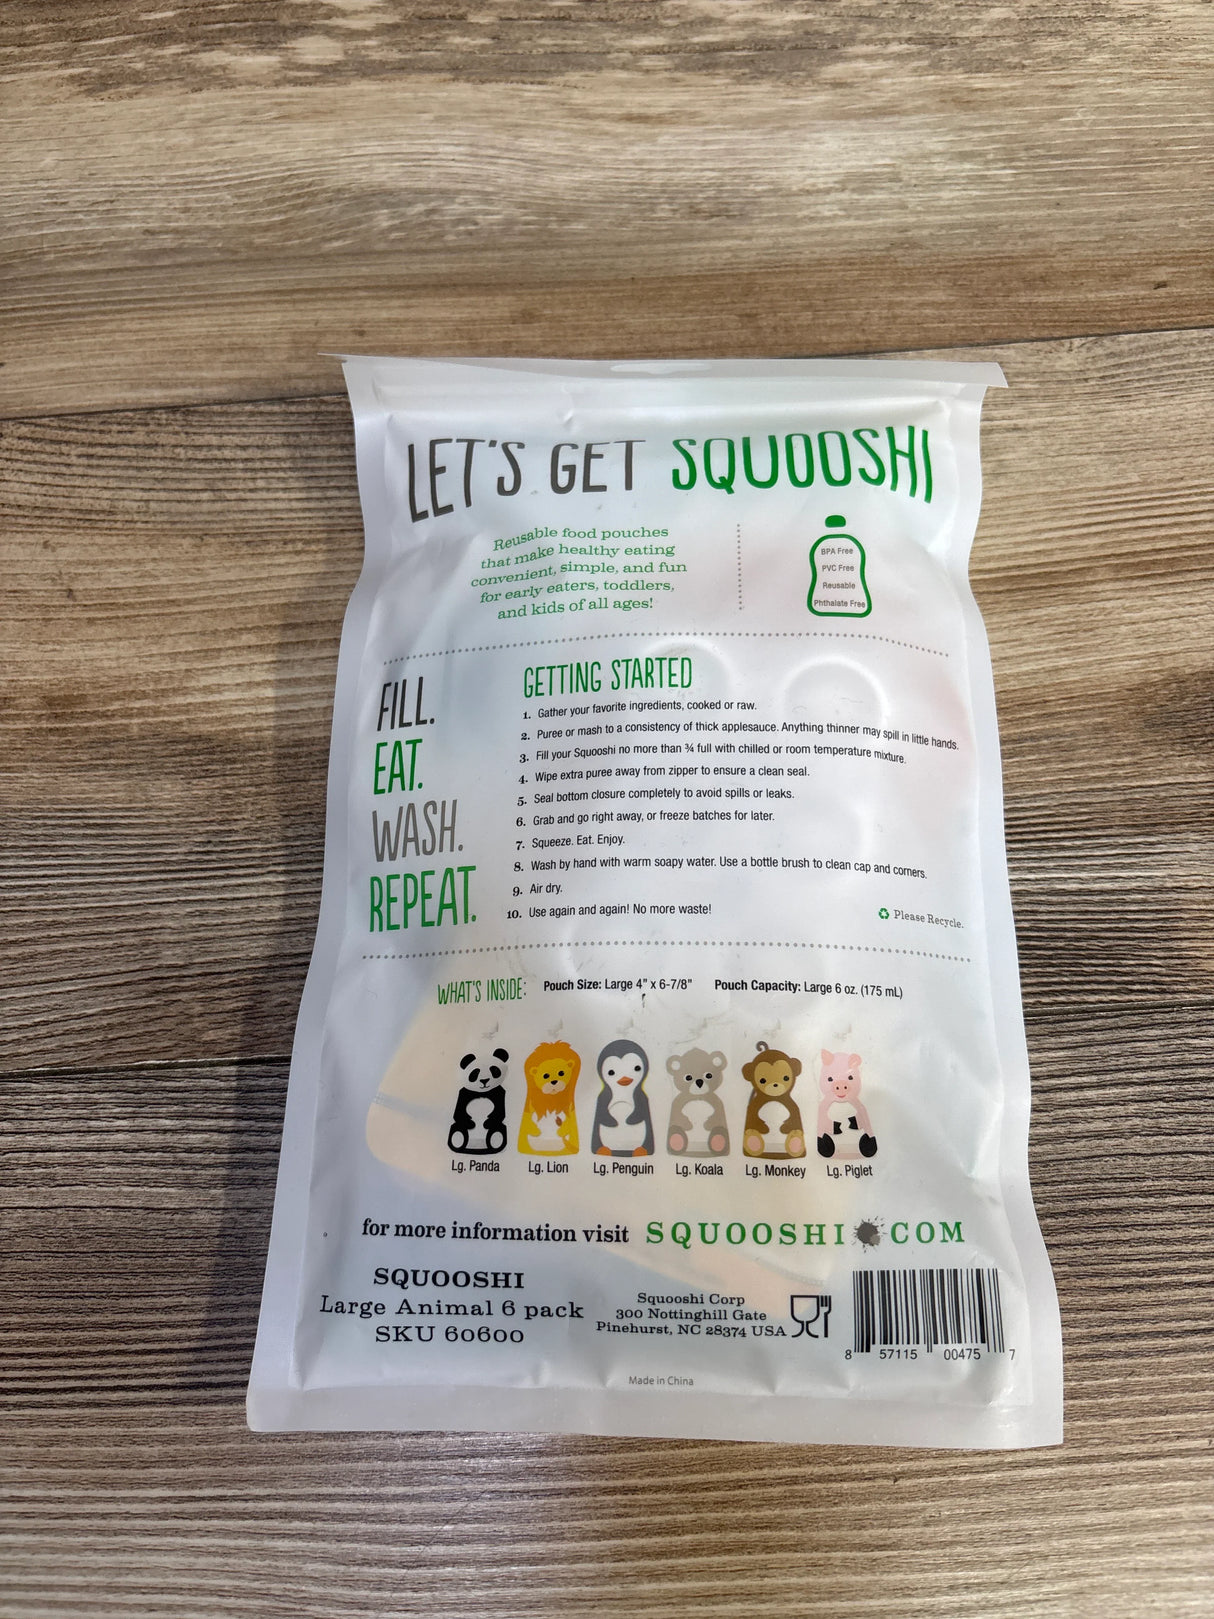 LET'S GET SQUOOSHI
Reusable food pouches
that make healthy eating
convenient, simple, and fun
for early eaters, toddlers,
and kids of all ages!
BPA Free
PVC Free
Reusable
Phthalate Free
FILL.
EAT.
WASH.
REPEAT.
GETTING STARTED
1. Gather your favorite ingredients, cooked or raw.
2. Puree or mash to a consistency of thick applesauce. Anything thinner may spill in little hands.
3. Fill your Squooshi no more than ¾ full with chilled or room temperature mixture.
4. Wipe extra puree away from zipper to ensure a clean seal.
5. Seal bottom closure completely to avoid spills or leaks.
6. Grab and go right away, or freeze batches for later.
7. Squeeze. Eat. Enjoy.
8. Wash by hand with warm soapy water. Use a bottle brush to clean cap and corners.
9. Air dry.
10. Use again and again! No more waste!
Please Recycle.
WHAT'S INSIDE: Pouch Size: Large 4" x 6-7/8" Pouch Capacity: Large 6 oz. (175 mL)
Lg. Panda Lg. Lion Lg. Penguin Lg. Koala Lg. Monkey Lg. Piglet
for more information visit SQUOOSHI.COM
SQUOOSHI
Large Animal 6 pack
SKU 60600
Squooshi Corp
300 Nottinghill Gate
Pinehurst, NC 28374 USA
8 57115 00475 7
Made in China